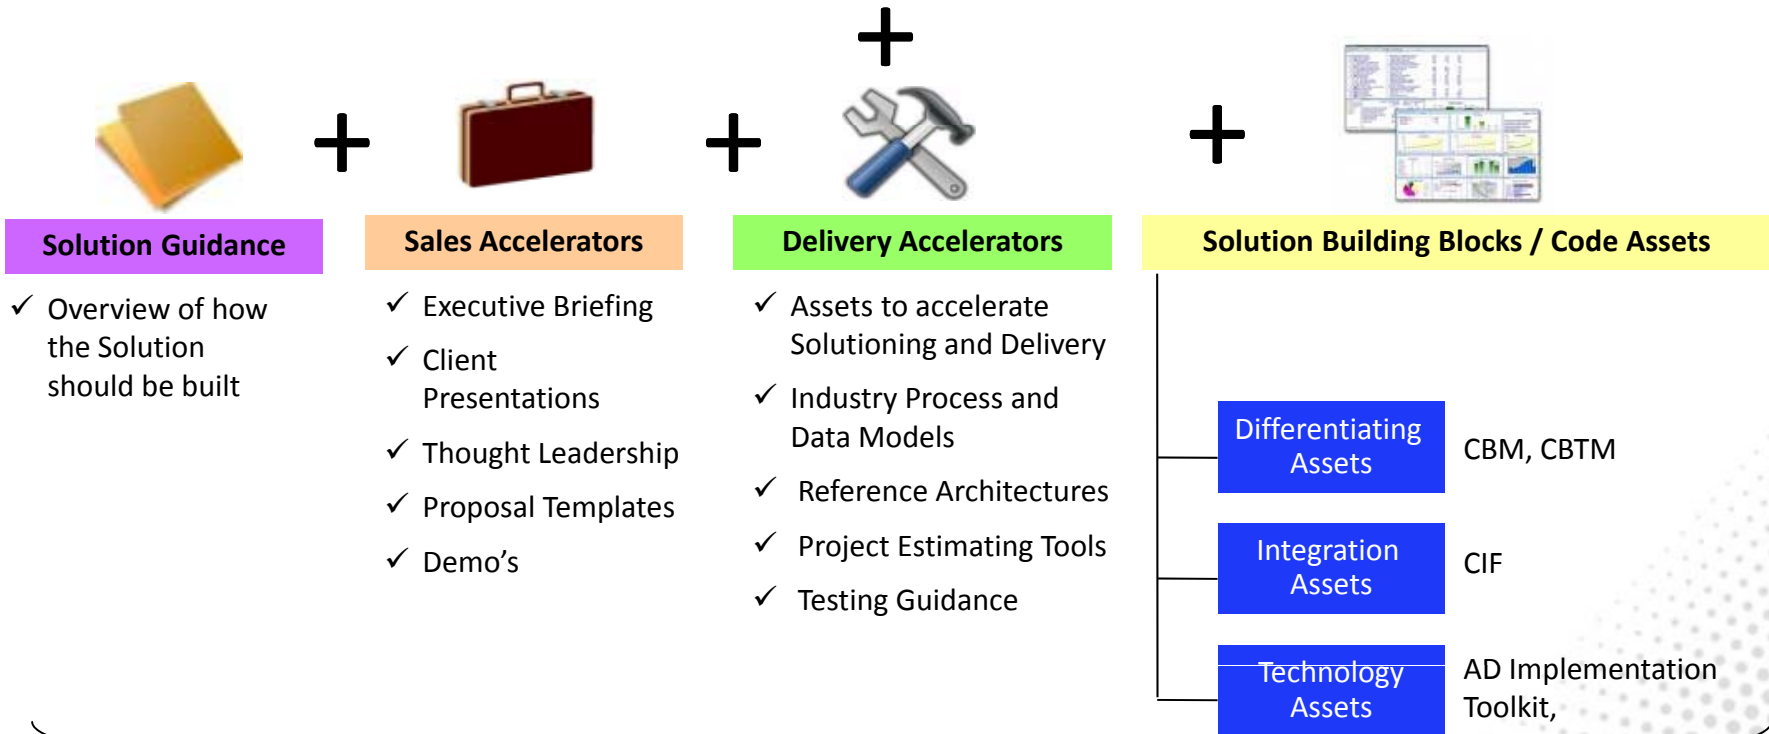 Solution Guidance
Overview of how
the Solution
should be built
Sales Accelerators
Executive Briefing
Client
Presentations
Thought Leadership
Proposal Templates
Demo’s
Delivery Accelerators
Assets to accelerate
Solutioning and Delivery
Industry Process and
Data Models
Reference Architectures
Project Estimating Tools
Testing Guidance
Solution Building Blocks / Code Assets
Differentiating
Assets
CBM, CBTM
Integration
Assets
CIF
Technology
Assets
AD Implementation
Toolkit,